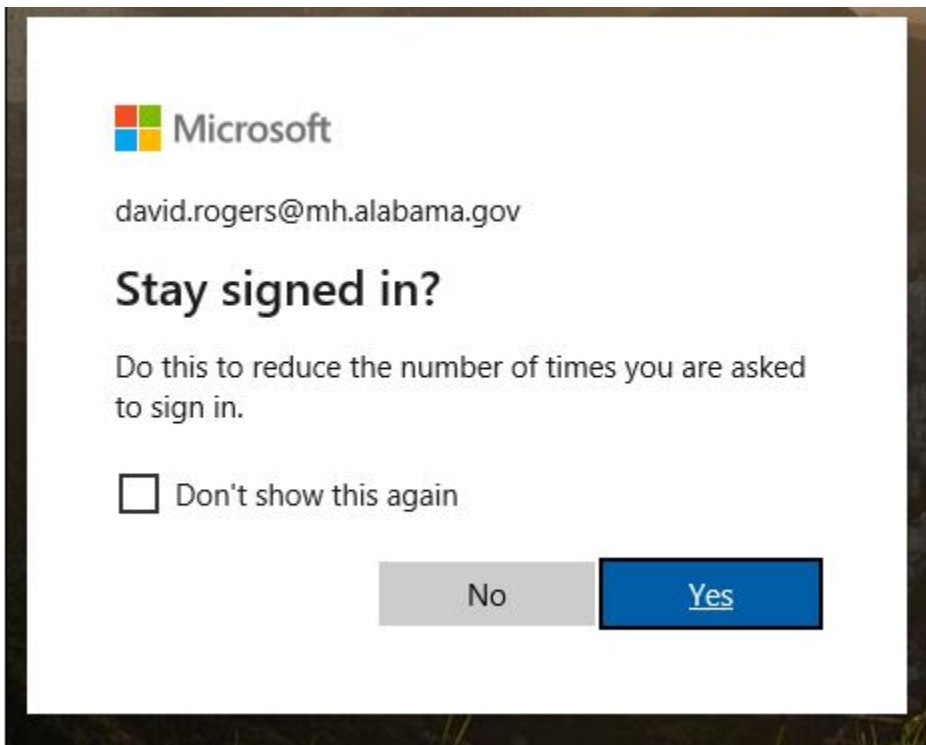 Microsoft
david.rogers@mh.alabama.gov
Stay signed in?
Do this to reduce the number of times you are asked
to sign in.
Don't show this again
No
Yes